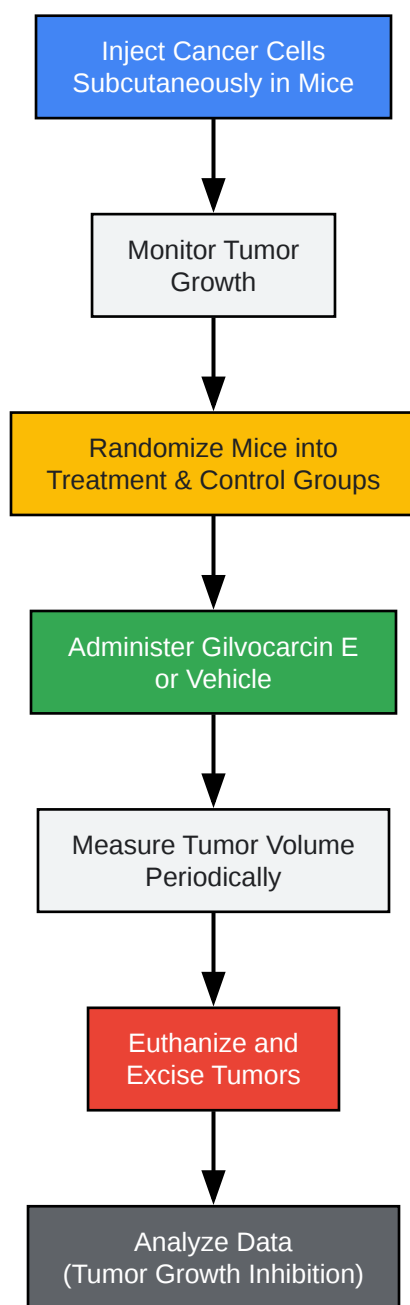 Inject Cancer Cells
Subcutaneously in Mice
Monitor Tumor
Growth
Randomize Mice into
Treatment & Control Groups
Administer Gilvocarcin E
or Vehicle
Measure Tumor Volume
Periodically
Euthanize and
Excise Tumors
Analyze Data
(Tumor Growth Inhibition)